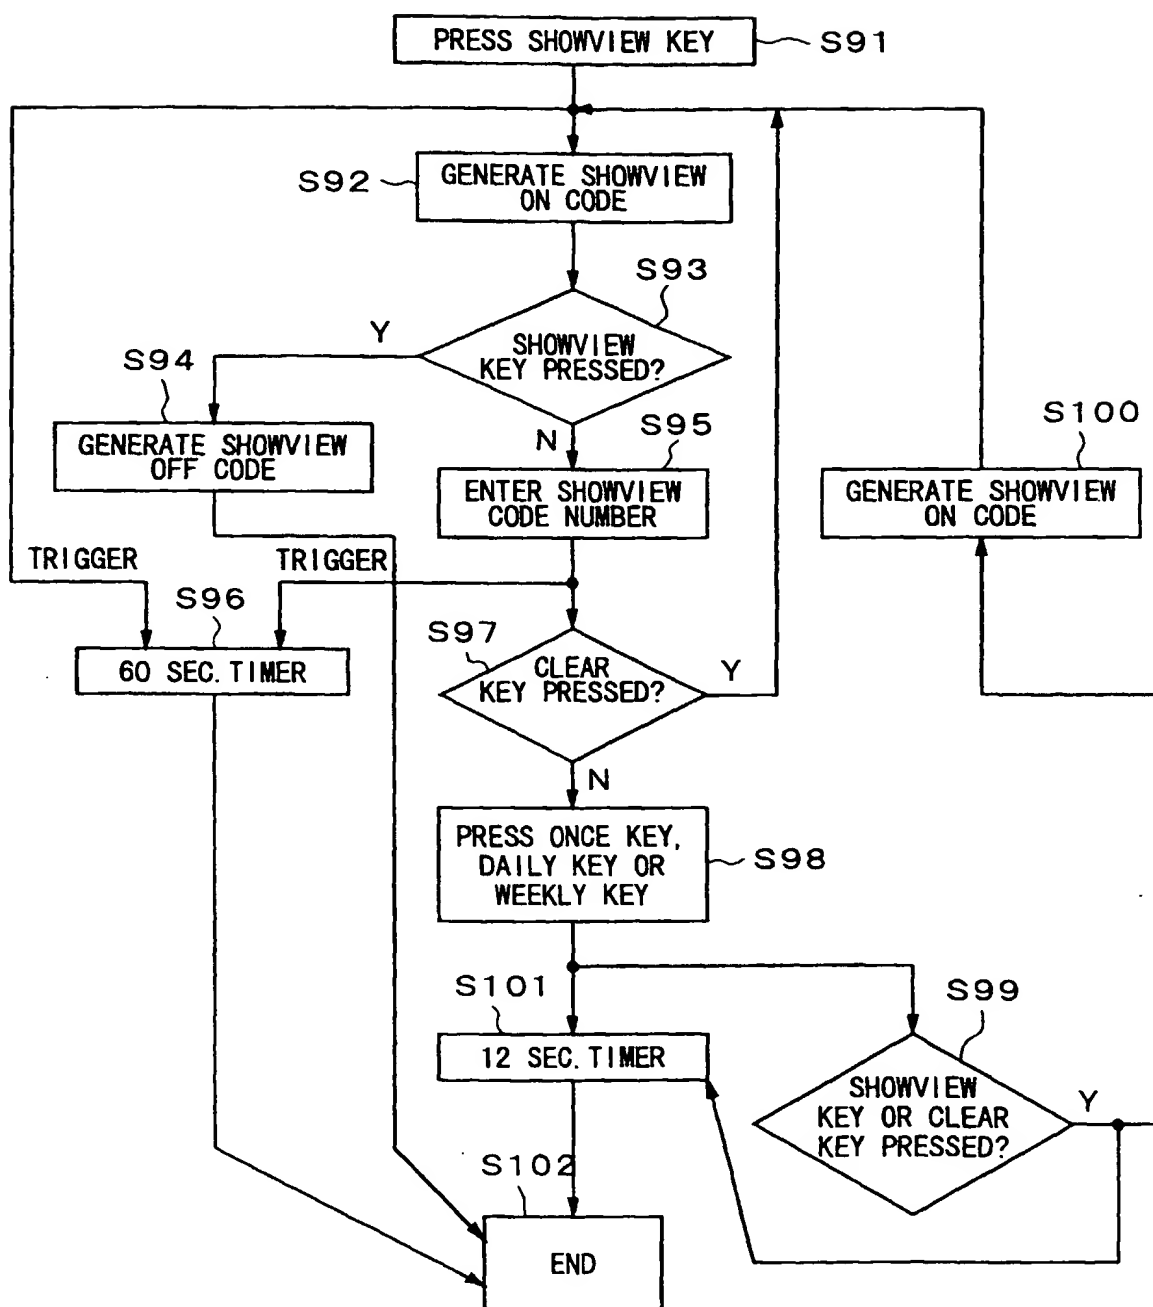 PRESS SHOWVIEW KEY
S91
S92
GENERATE SHOWVIEW
ON CODE
S93
Y
SHOWVIEW
KEY PRESSED?
S94
GENERATE SHOWVIEW
OFF CODE
N
S95
ENTER SHOWVIEW
CODE NUMBER
S100
GENERATE SHOWVIEW
ON CODE
TRIGGER
TRIGGER
S96
60 SEC. TIMER
S97
CLEAR
KEY PRESSED?
Y
N
PRESS ONCE KEY,
DAILY KEY OR
WEEKLY KEY
S98
S101
12 SEC. TIMER
S99
SHOWVIEW
KEY OR CLEAR
KEY PRESSED?
Y
S102
END